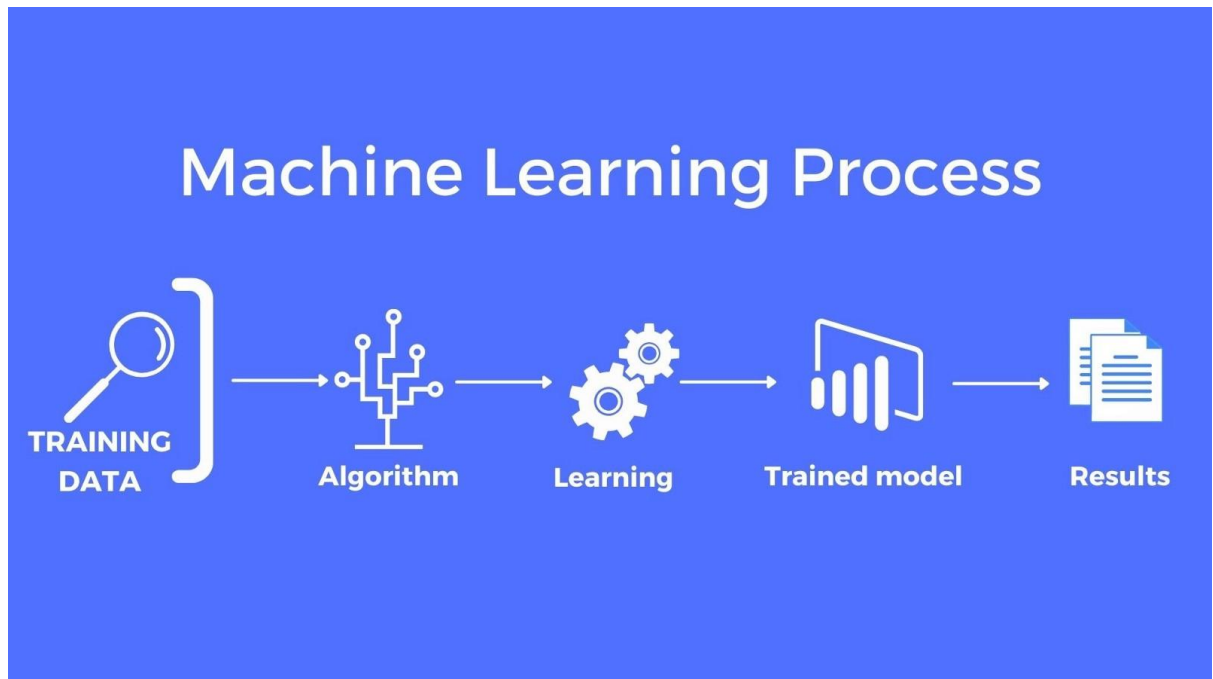 Machine Learning Process
TRAINING
DATA
Algorithm
Learning
Trained model
Results